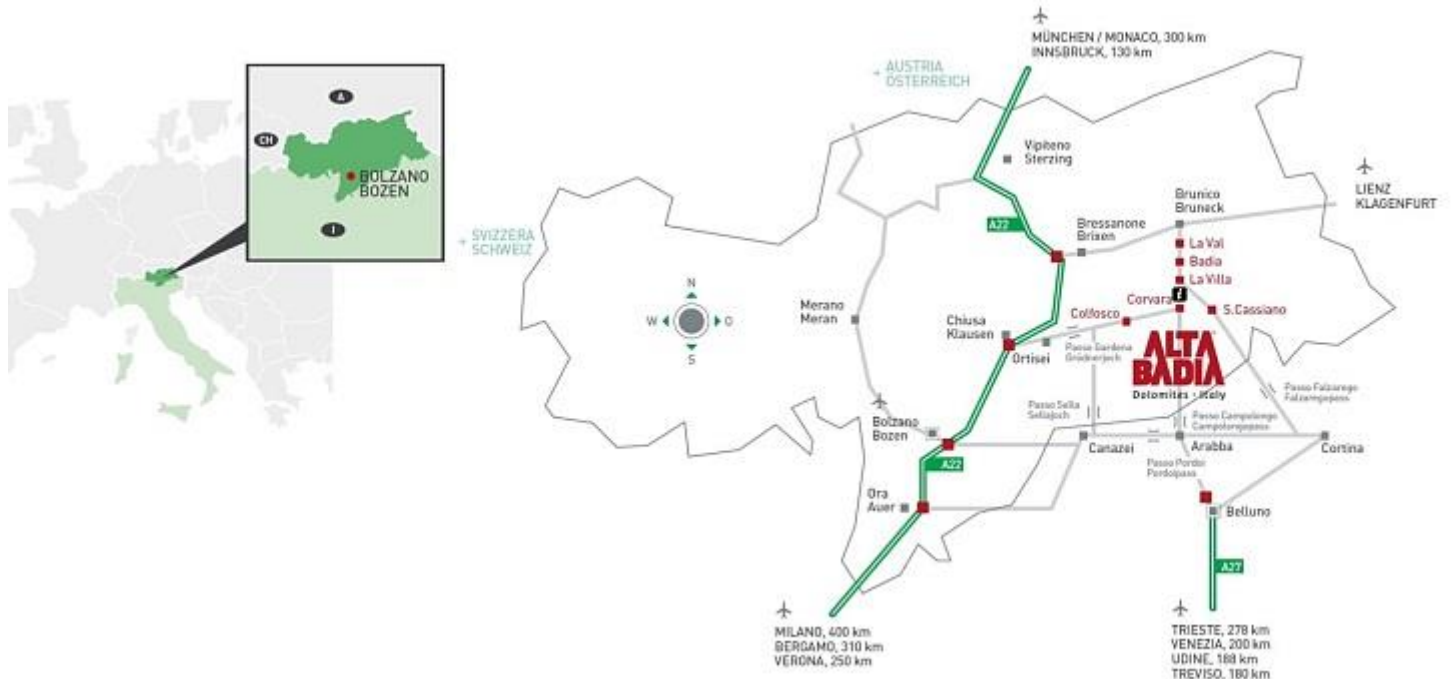 A
CH
BOLZANO
BOZEN
I
→ SVIZZERA
SCHWEIZ
→ AUSTRIA
ÖSTERREICH
MÜNCHEN / MONACO, 300 km
INNSBRUCK, 130 km
Vipiteno
Sterzing
A22
Bressanone
Brixen
Brunico
Bruneck
LIENZ
KLAGENFURT
La Val
Badia
La Villa
i
Corvara
S.Cassiano
Colfosco
N
W
O
S
Merano
Meran
Chiusa
Klausen
Ortisei
Passo Gardena
Grödnerjoch
ALTA
BADIA
Dolomites - Italy
Passo Sella
Sellajoch
Passo Falzarego
Falzaregopass
Passo Campolongo
Campolongopass
Bolzano
Bozen
A22
Canazei
Arabba
Cortina
Passo Pordoi
Pordoipass
Ora
Auer
Belluno
A27
MILANO, 400 km
BERGAMO, 310 km
VERONA, 250 km
TRIESTE, 278 km
VENEZIA, 200 km
UDINE, 188 km
TREVISO, 180 km